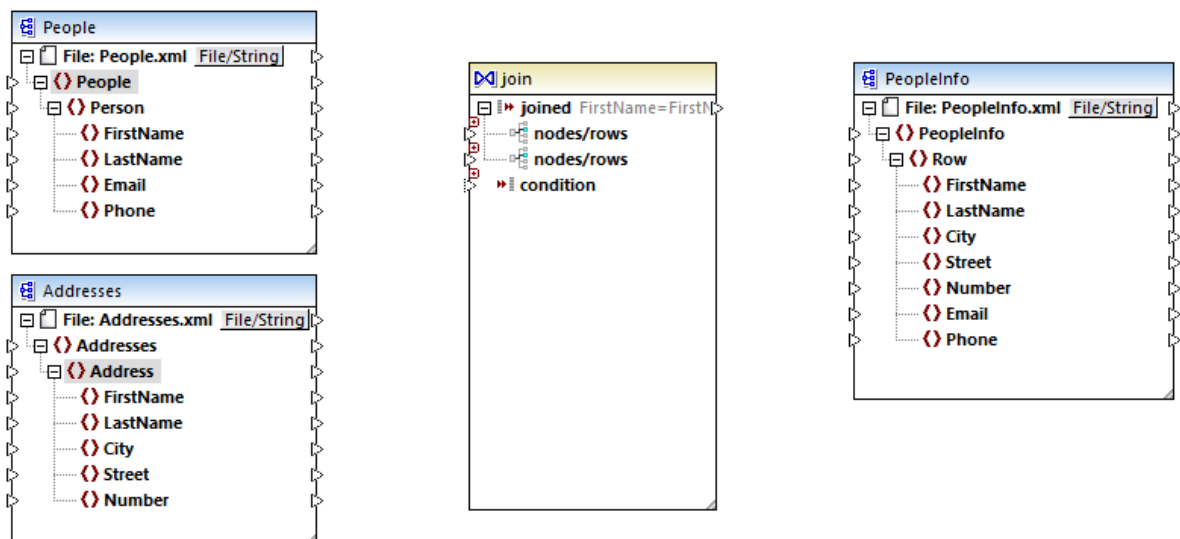 People
File: People.xml File/String
People
Person
FirstName
LastName
Email
Phone
Addresses
File: Addresses.xml File/String
Addresses
Address
FirstName
LastName
City
Street
Number
join
joined FirstName=FirstN
nodes/rows
nodes/rows
condition
PeopleInfo
File: PeopleInfo.xml File/String
PeopleInfo
Row
FirstName
LastName
City
Street
Number
Email
Phone